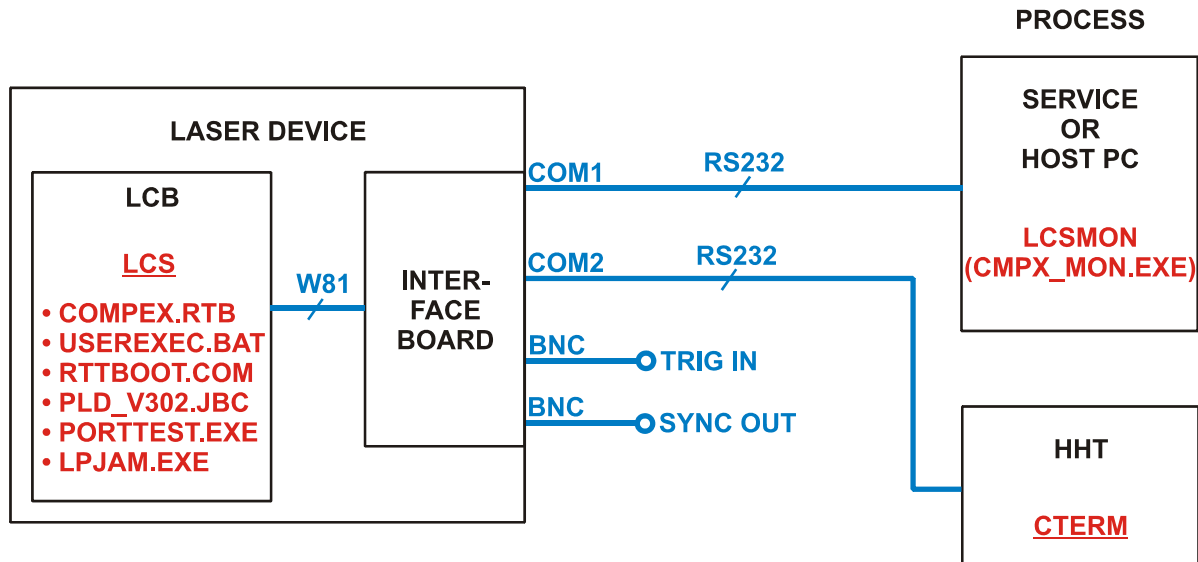 PROCESS
LASER DEVICE
LCB
LCS
• COMPEX.RTB
• USEREXEC.BAT
• RTTBOOT.COM
• PLD_V302.JBC
• PORTTEST.EXE
• LPJAM.EXE
W81
INTER-
FACE
BOARD
COM1
RS232
COM2
RS232
BNC
TRIG IN
BNC
SYNC OUT
SERVICE
OR
HOST PC
LCSMON
(CMPX_MON.EXE)
HHT
CTERM